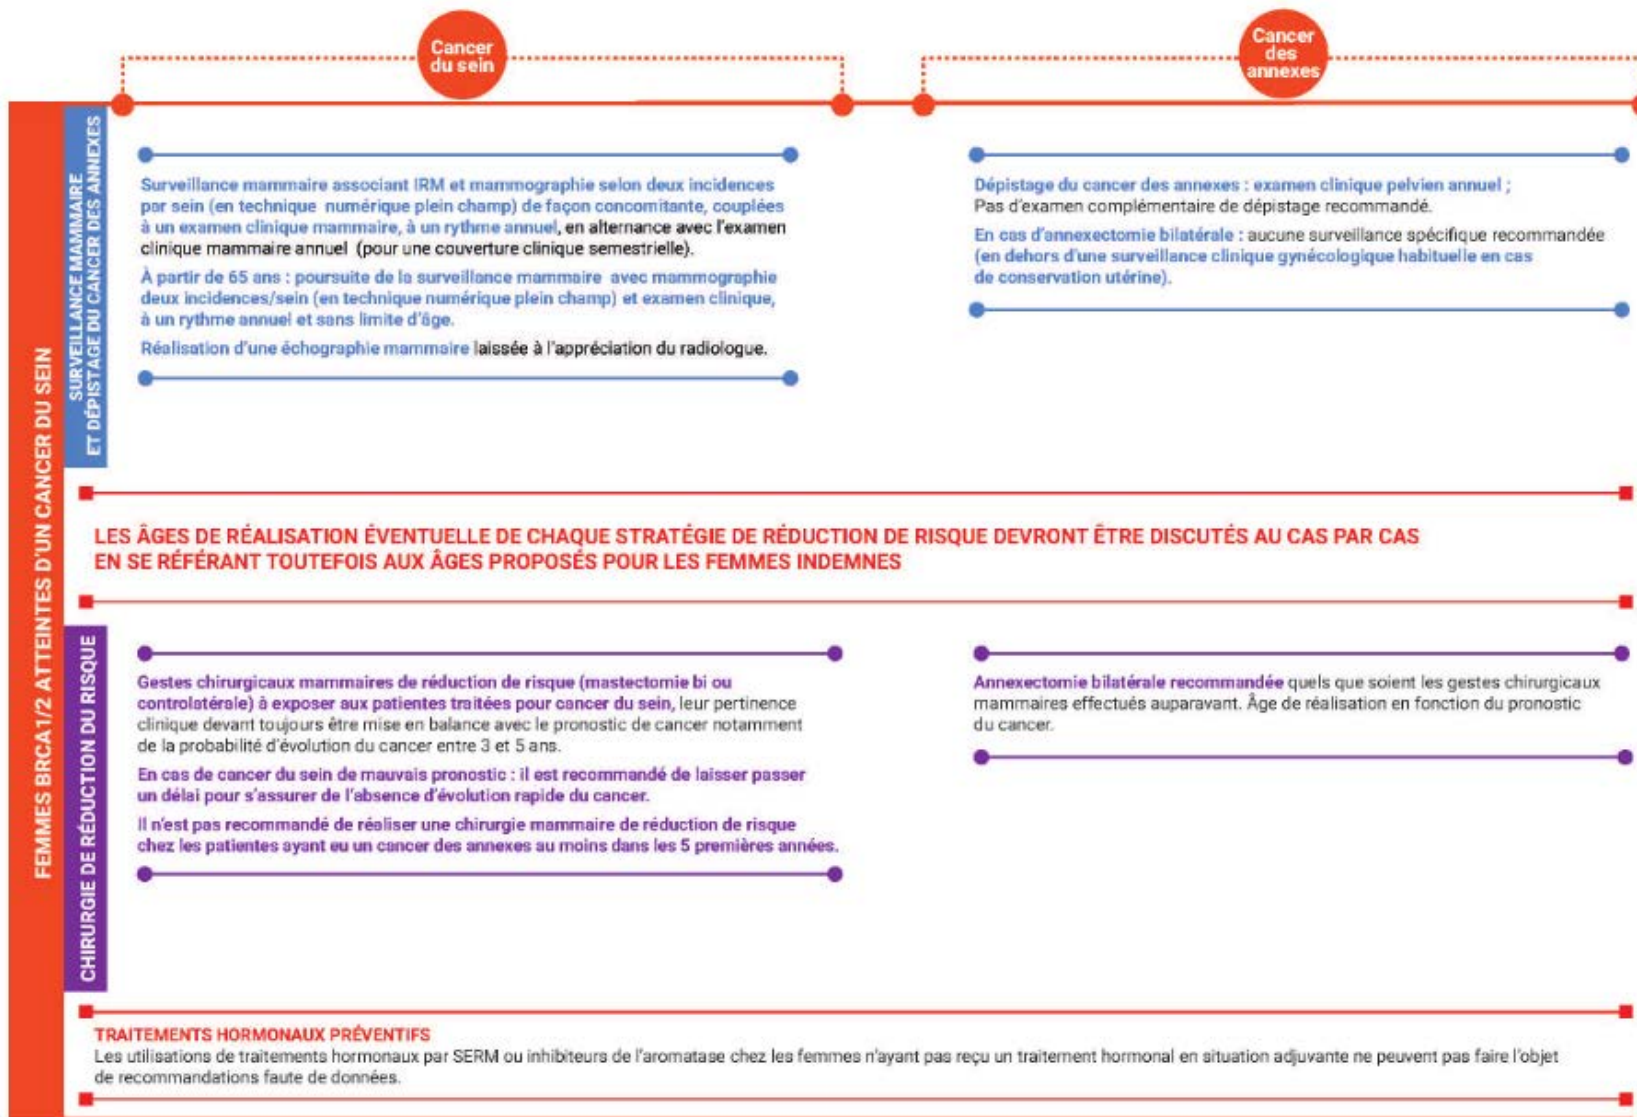 Cancer
du sein
Cancer
des
annexes
FEMMES BRCA1/2 ATTEINTES D'UN CANCER DU SEIN
SURVEILLANCE MAMMAIRE
ET DÉPISTAGE DU CANCER DES ANNEXES
Surveillance mammaire associant IRM et mammographie selon deux incidences
par sein (en technique numérique plein champ) de façon concomitante, couplées
à un examen clinique mammaire, à un rythme annuel, en alternance avec l'examen
clinique mammaire annuel (pour une couverture clinique semestrielle).
À partir de 65 ans : poursuite de la surveillance mammaire avec mammographie
deux incidences/sein (en technique numérique plein champ) et examen clinique,
à un rythme annuel et sans limite d'âge.
Réalisation d'une échographie mammaire laissée à l'appréciation du radiologue.
Dépistage du cancer des annexes : examen clinique pelvien annuel ;
Pas d'examen complémentaire de dépistage recommandé.
En cas d'annexectomie bilatérale : aucune surveillance spécifique recommandée
(en dehors d'une surveillance clinique gynécologique habituelle en cas
de conservation utérine).
LES ÂGES DE RÉALISATION ÉVENTUELLE DE CHAQUE STRATÉGIE DE RÉDUCTION DE RISQUE DEVRONT ÊTRE DISCUTÉS AU CAS PAR CAS
EN SE RÉFÉRANT TOUTEFOIS AUX ÂGES PROPOSÉS POUR LES FEMMES INDEMNES
CHIRURGIE DE RÉDUCTION DU RISQUE
Gestes chirurgicaux mammaires de réduction de risque (mastectomie bi ou
controlatérale) à exposer aux patientes traitées pour cancer du sein, leur pertinence
clinique devant toujours être mise en balance avec le pronostic de cancer notamment
de la probabilité d'évolution du cancer entre 3 et 5 ans.
En cas de cancer du sein de mauvais pronostic : il est recommandé de laisser passer
un délai pour s'assurer de l'absence d'évolution rapide du cancer.
Il n'est pas recommandé de réaliser une chirurgie mammaire de réduction de risque
chez les patientes ayant eu un cancer des annexes au moins dans les 5 premières années.
Annexectomie bilatérale recommandée quels que soient les gestes chirurgicaux
mammaires effectués auparavant. Âge de réalisation en fonction du pronostic
du cancer.
TRAITEMENTS HORMONAUX PRÉVENTIFS
Les utilisations de traitements hormonaux par SERM ou inhibiteurs de l'aromatase chez les femmes n'ayant pas reçu un traitement hormonal en situation adjuvante ne peuvent pas faire l'objet
de recommandations faute de données.